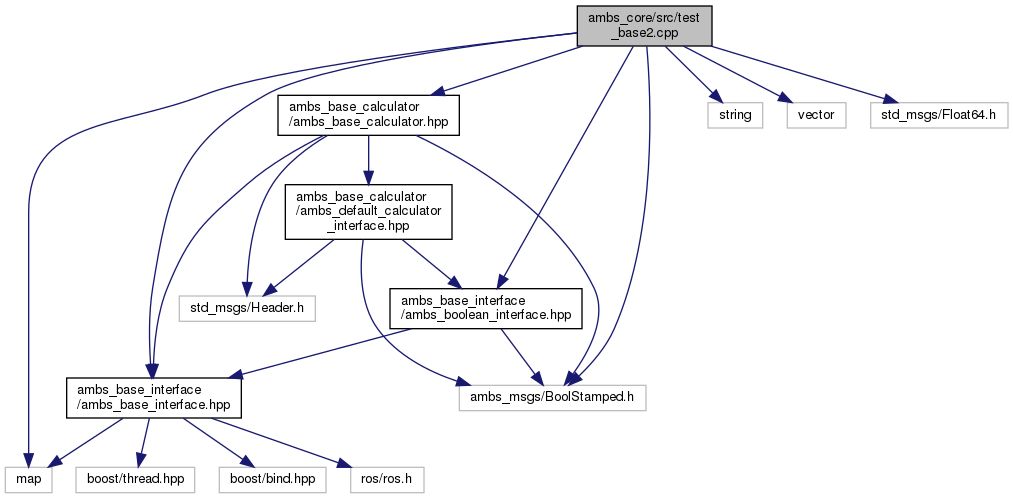 ambs_core/src/test
_base2.cpp
ambs_base_calculator
/ambs_base_calculator.hpp
string
vector
std_msgs/Float64.h
ambs_base_calculator
/ambs_default_calculator
_interface.hpp
std_msgs/Header.h
ambs_base_interface
/ambs_boolean_interface.hpp
ambs_base_interface
/ambs_base_interface.hpp
ambs_msgs/BoolStamped.h
map
boost/thread.hpp
boost/bind.hpp
ros/ros.h